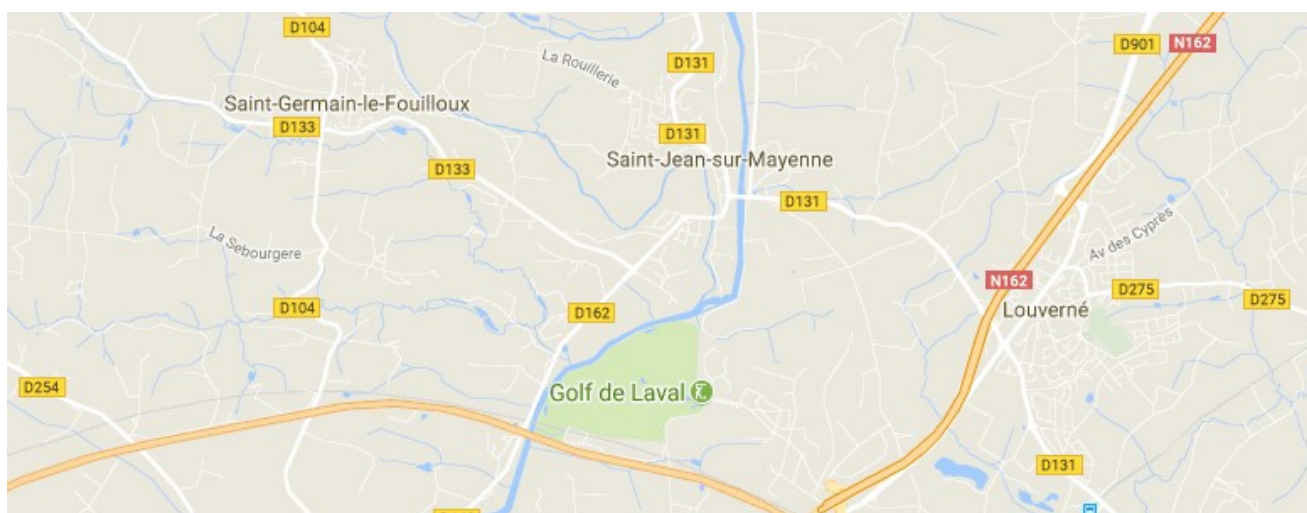 D104
D901
N162
La Rouillerie
D131
Saint-Germain-le-Fouilloux
D133
D131
D133
Saint-Jean-sur-Mayenne
D131
La Sebourgere
Av des Cyprès
N162
D275
D275
D104
D162
Louverné
D254
Golf de Laval
D131